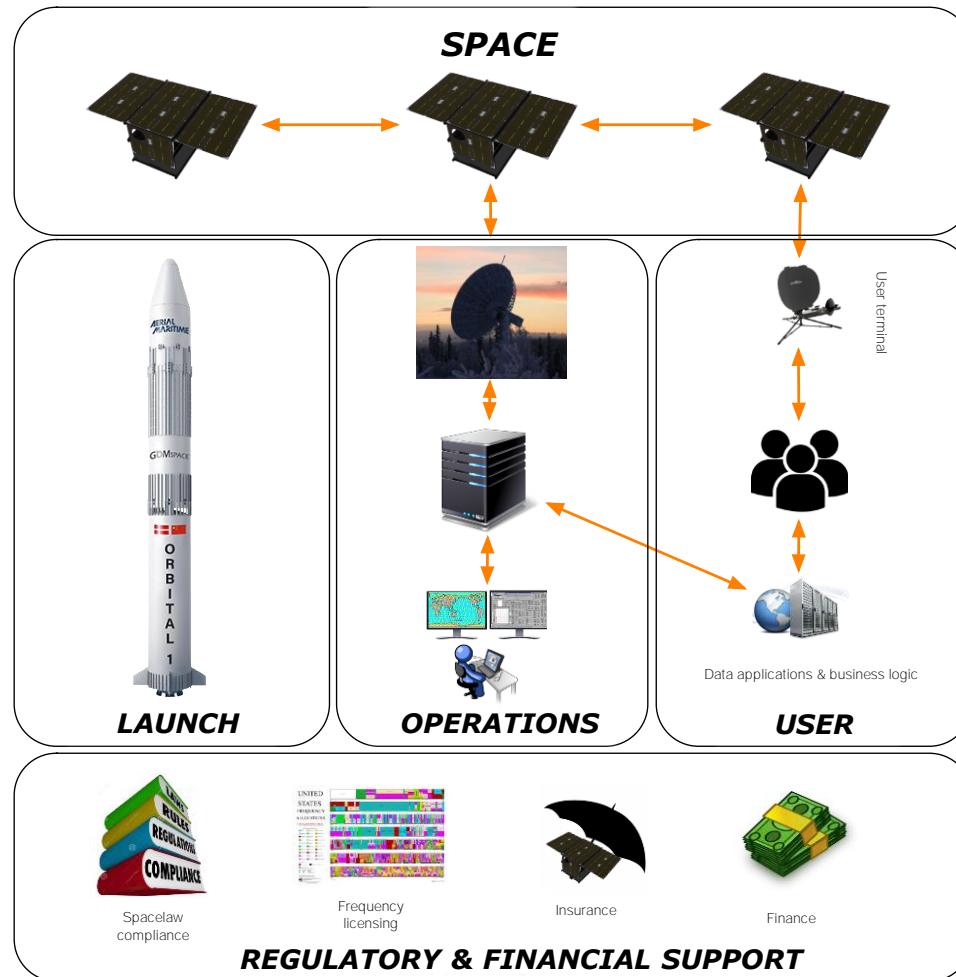 SPACE
AERIAL
MARITIME
GOMSPACE
ORBITAL 1
LAUNCH
OPERATIONS
User terminal
Data applications & business logic
USER
LAWS
RULES
REGULATIONS
COMPLIANCE
Spacelaw
compliance
UNITED
STATES
FREQUENCY
ALLOCATIONS
Frequency
licensing
Insurance
Finance
REGULATORY & FINANCIAL SUPPORT